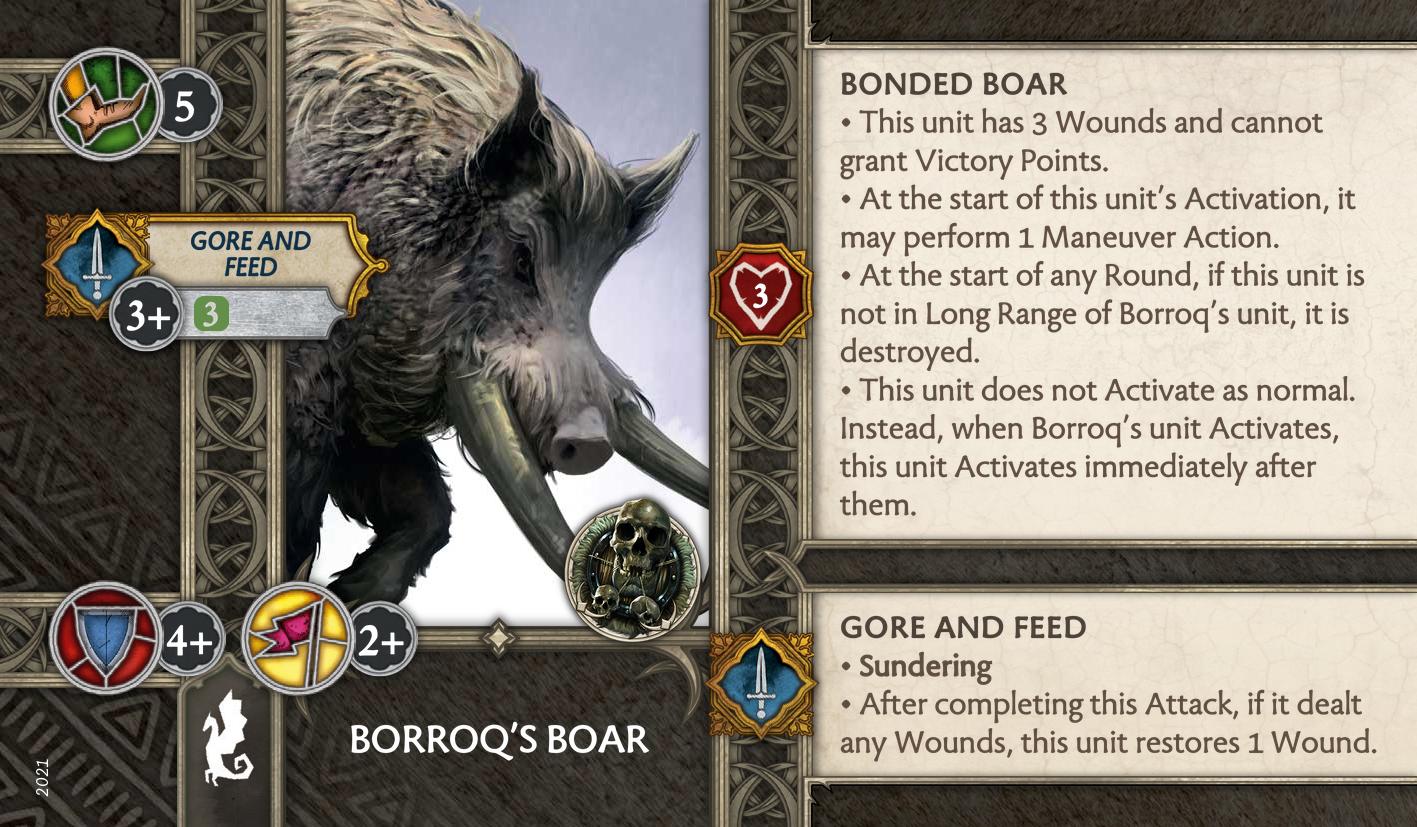 5
GORE AND
FEED
3+
3
4+
2+
BORROQ'S BOAR
2021
3
BONDED BOAR
• This unit has 3 Wounds and cannot
grant Victory Points.
• At the start of this unit's Activation, it
may perform 1 Maneuver Action.
• At the start of any Round, if this unit is
not in Long Range of Borroq's unit, it is
destroyed.
• This unit does not Activate as normal.
Instead, when Borroq's unit Activates,
this unit Activates immediately after
them.
GORE AND FEED
• Sundering
• After completing this Attack, if it dealt
any Wounds, this unit restores 1 Wound.